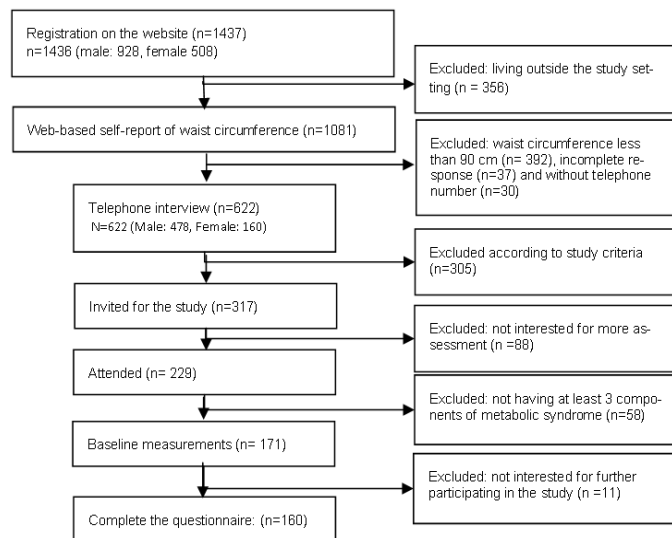 Registration on the website (n=1437)
n=1436 (male: 928, female 508)
Excluded: living outside the study set-
ting (n = 356)
Web-based self-report of waist circumference (n=1081)
Excluded: waist circumference less
than 90 cm (n= 392), incomplete re-
sponse (n=37) and without telephone
number (n=30)
Telephone interview (n=622)
N=622 (Male: 478, Female: 160)
Excluded according to study criteria
(n=305)
Invited for the study (n=317)
Excluded: not interested for more as-
sessment (n =88)
Attended (n= 229)
Excluded: not having at least 3 compo-
nents of metabolic syndrome (n=58)
Baseline measurements (n= 171)
Excluded: not interested for further
participating in the study (n =11)
Complete the questionnaire: (n=160)